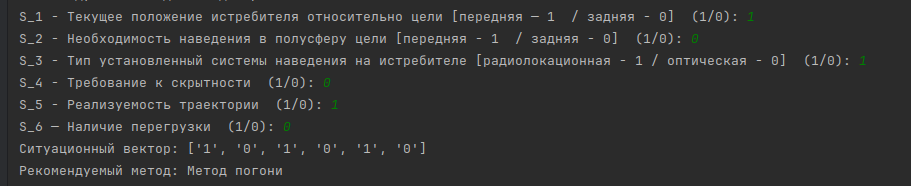 S_1 - Текущее положение истребителя относительно цели [передняя — 1  / задняя - 0]  (1/0): 1
S_2 - Необходимость наведения в полусферу цели [передняя - 1  / задняя - 0]  (1/0): 0
S_3 - Тип установленный системы наведения на истребителе [радиолокационная - 1 / оптическая - 0]  (1/0): 1
S_4 - Требование к скрытности  (1/0): 0
S_5 - Реализуемость траектории  (1/0): 1
S_6 — Наличие перегрузки  (1/0): 0
Ситуационный вектор: ['1', '0', '1', '0', '1', '0']
Рекомендуемый метод: Метод погони